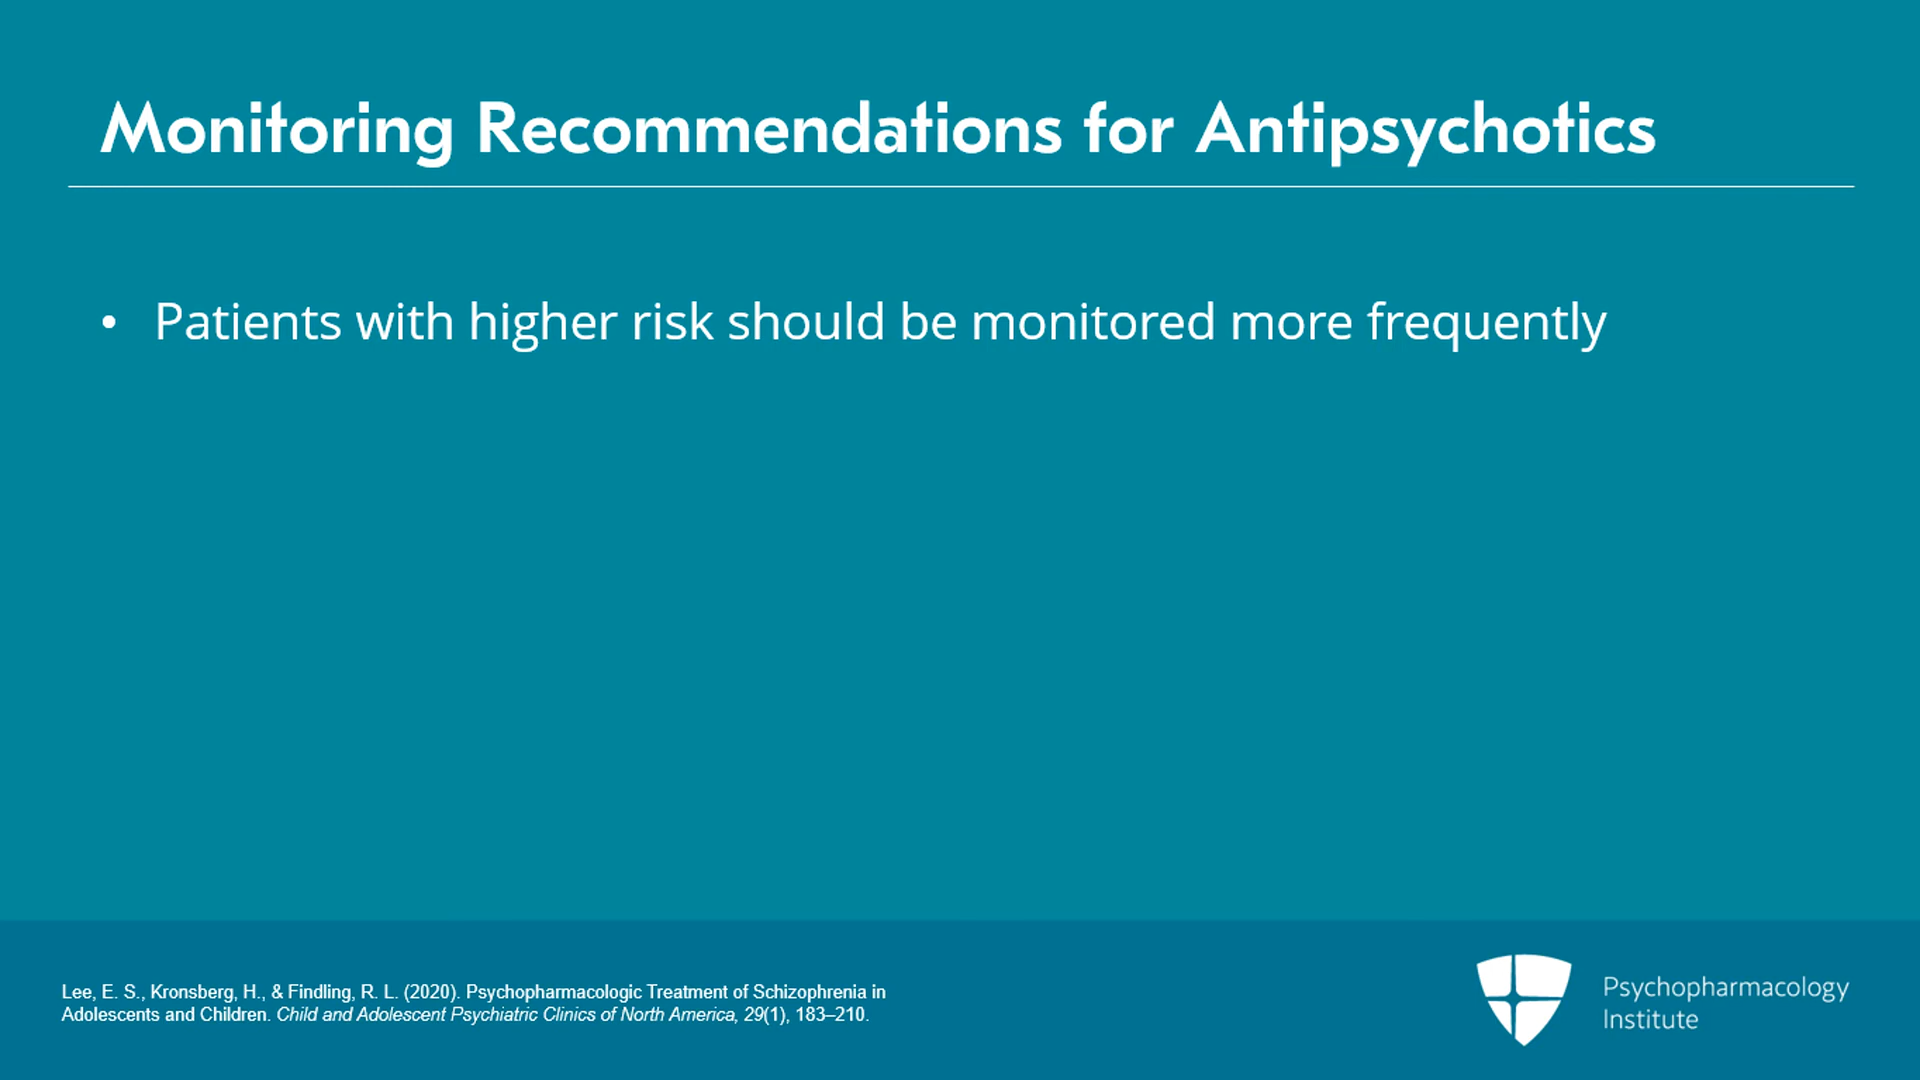 Monitoring Recommendations for Antipsychotics
• Patients with higher risk should be monitored more frequently
Lee, E. S., Kronsberg, H., & Findling, R. L. (2020). Psychopharmacologic Treatment of Schizophrenia in
Adolescents and Children. Child and Adolescent Psychiatric Clinics of North America, 29(1), 183–210.
Psychopharmacology
Institute